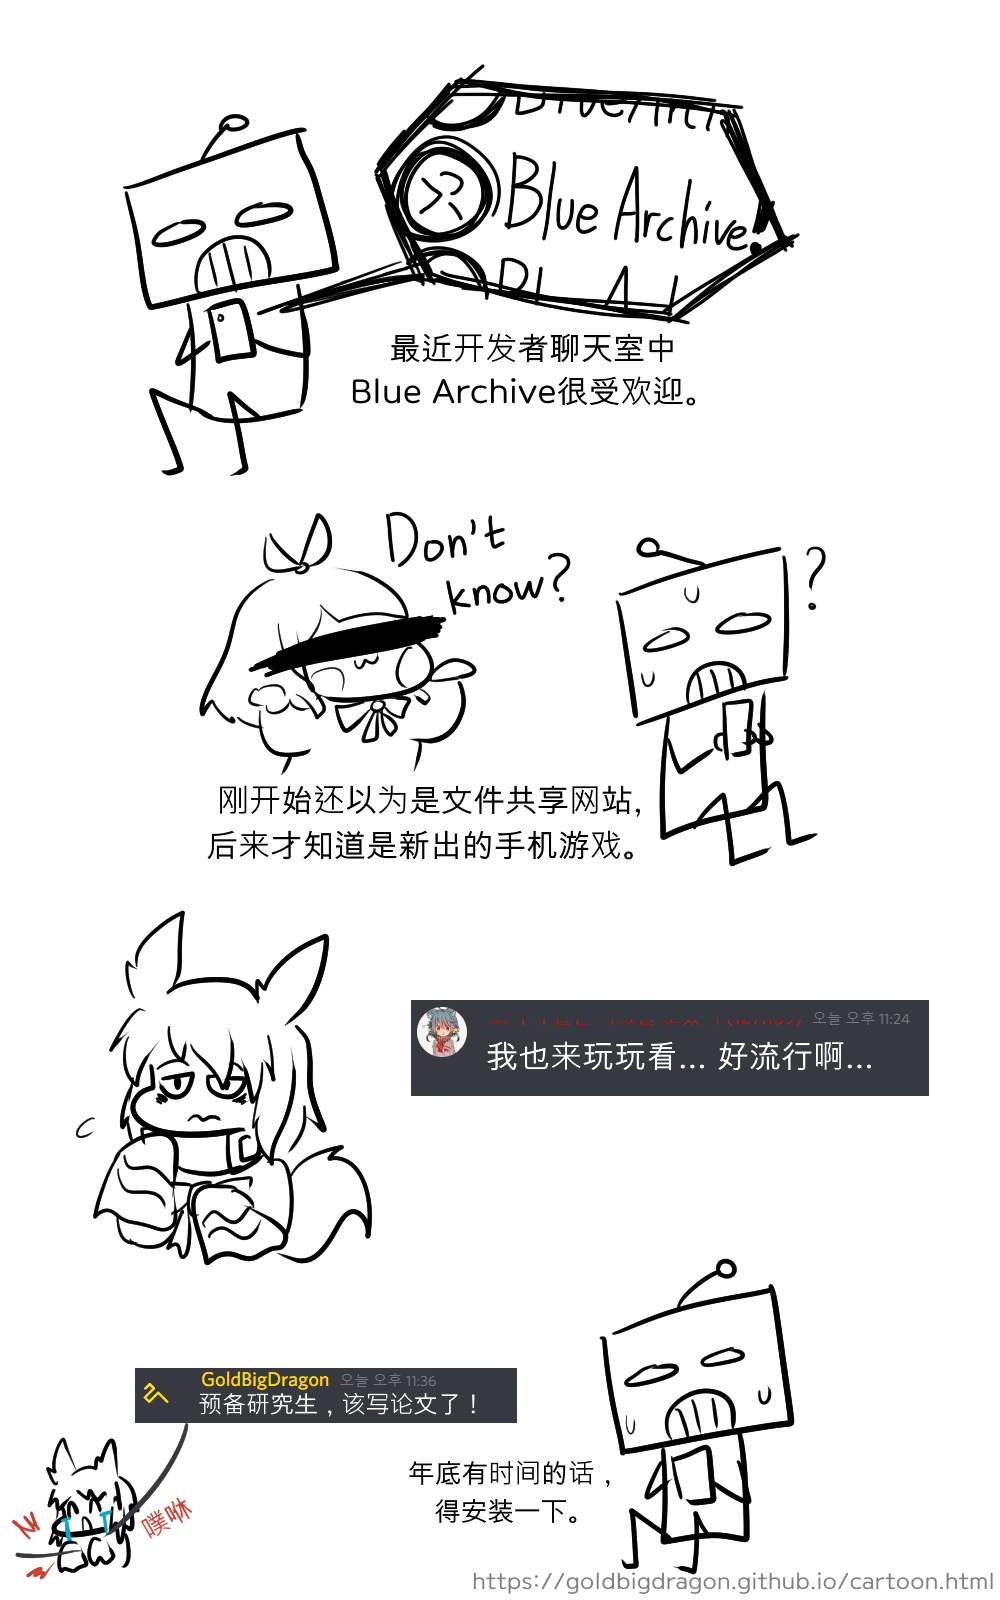 Blue Archive!
最近开发者聊天室中
Blue Archive很受欢迎。
Don't
know?
?
刚开始还以为是文件共享网站,
后来才知道是新出的手机游戏。
오늘 오후 11:24
我也来玩玩看... 好流行啊...
GoldBigDragon 오늘 오후 11:36
预备研究生，该写论文了！
噗咻
年底有时间的话，
得安装一下。
https://goldbigdragon.github.io/cartoon.html